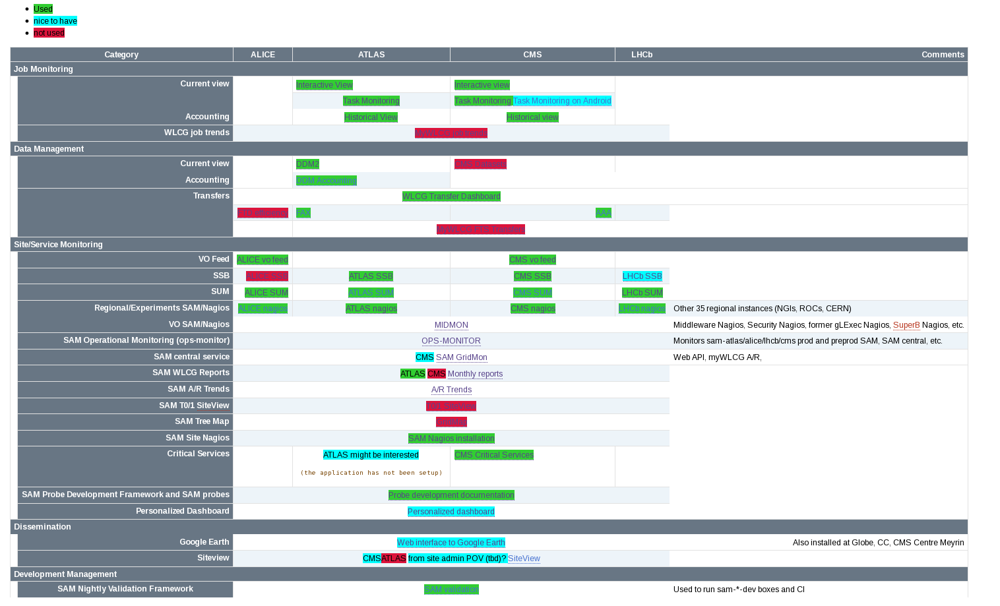 Used
nice to have
not used
Category ALICE ATLAS CMS LHCb Comments
Job Monitoring
Current view Interactive View Interactive view
Task Monitoring Task Monitoring Task Monitoring on Android
Accounting Historical View Historical view
WLCG job trends
Data Management
Current view DDM2
Accounting DDM Accounting
Transfers WLCG Transfer Dashboard
FAX AAA
Site/Service Monitoring
VO Feed ALICE vo feed CMS vo feed
SSB ALICE SSB ATLAS SSB CMS SSB LHCb SSB
SUM ALICE SUM ATLAS SUM CMS SUM LHCb SUM
Regional/Experiments SAM/Nagios ALICE nagios ATLAS nagios CMS nagios LHCb nagios Other 35 regional instances (NGIs, ROCs, CERN)
VO SAM/Nagios MIDMON Middleware Nagios, Security Nagios, former gLExec Nagios, SuperB Nagios, etc.
SAM Operational Monitoring (ops-monitor) OPS-MONITOR Monitors sam-atlas/alice/lhcb/cms prod and preprod SAM, SAM central, etc.
SAM central service CMS SAM GridMon Web API, myWLCG A/R,
SAM WLCG Reports ATLAS CMS Monthly reports
SAM A/R Trends A/R Trends
SAM T0/1 SiteView
SAM Tree Map
SAM Site Nagios SAM Nagios installation
Critical Services ATLAS might be interested CMS Critical Services
(the application has not been setup)
SAM Probe Development Framework and SAM probes Probe development documentation
Personalized Dashboard Personalized dashboard
Dissemination
Google Earth Web interface to Google Earth Also installed at Globe, CC, CMS Centre Meyrin
Siteview CMSATLAS from site admin POV (tbd)? SiteView
Development Management
SAM Nightly Validation Framework SAM validation Used to run sam-*-dev boxes and CI